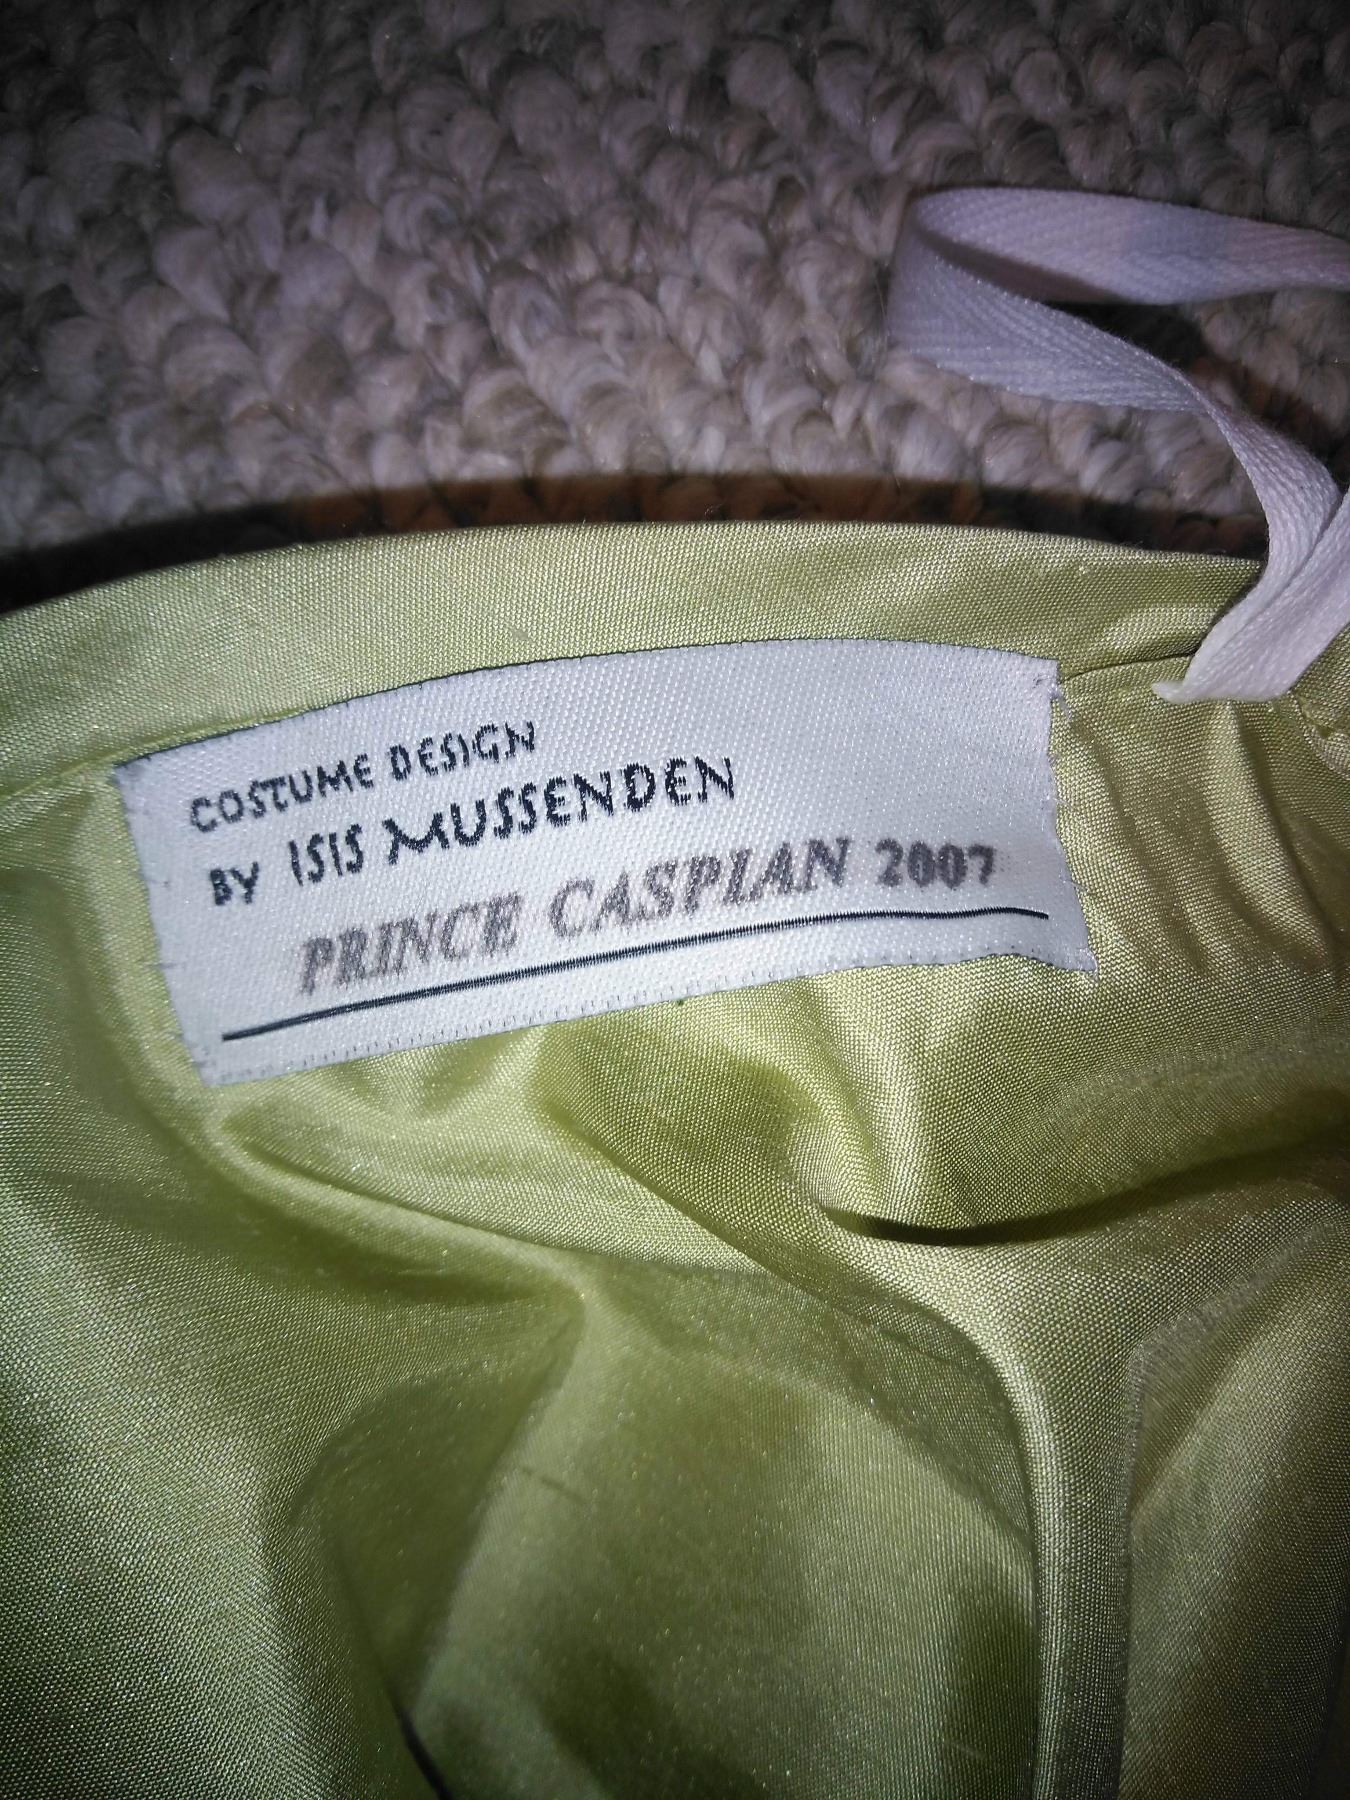 COSTUME DESIGN
BY ISIS MUSSENDEN
PRINCE CASPIAN 2007